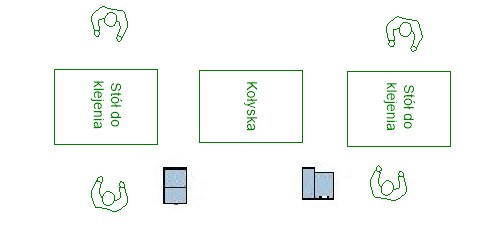 Stół do
klejenia
Kołyska
Stół do
klejenia